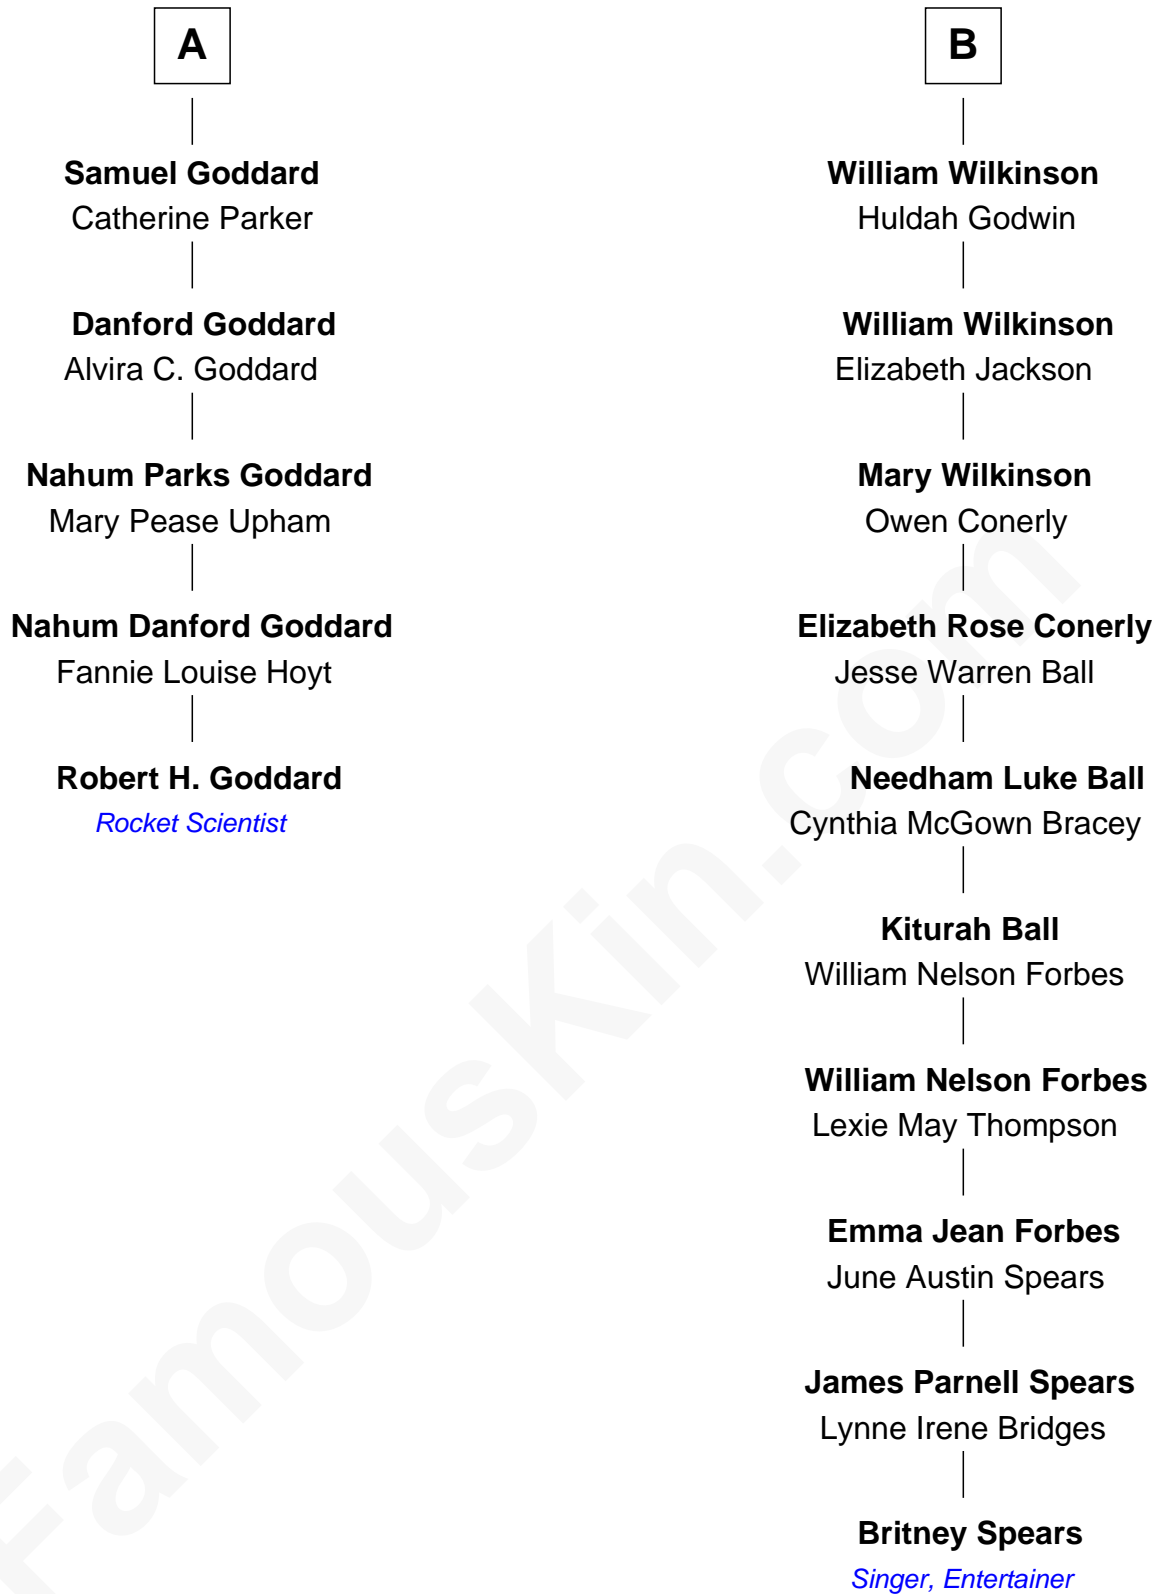 A
Samuel Goddard
Catherine Parker
Danford Goddard
Alvira C. Goddard
Nahum Parks Goddard
Mary Pease Upham
Nahum Danford Goddard
Fannie Louise Hoyt
Robert H. Goddard
Rocket Scientist
B
William Wilkinson
Huldah Godwin
William Wilkinson
Elizabeth Jackson
Mary Wilkinson
Owen Conerly
Elizabeth Rose Conerly
Jesse Warren Ball
Needham Luke Ball
Cynthia McGown Bracey
Kiturah Ball
William Nelson Forbes
William Nelson Forbes
Lexie May Thompson
Emma Jean Forbes
June Austin Spears
James Parnell Spears
Lynne Irene Bridges
Britney Spears
Singer, Entertainer
FamousKin.com